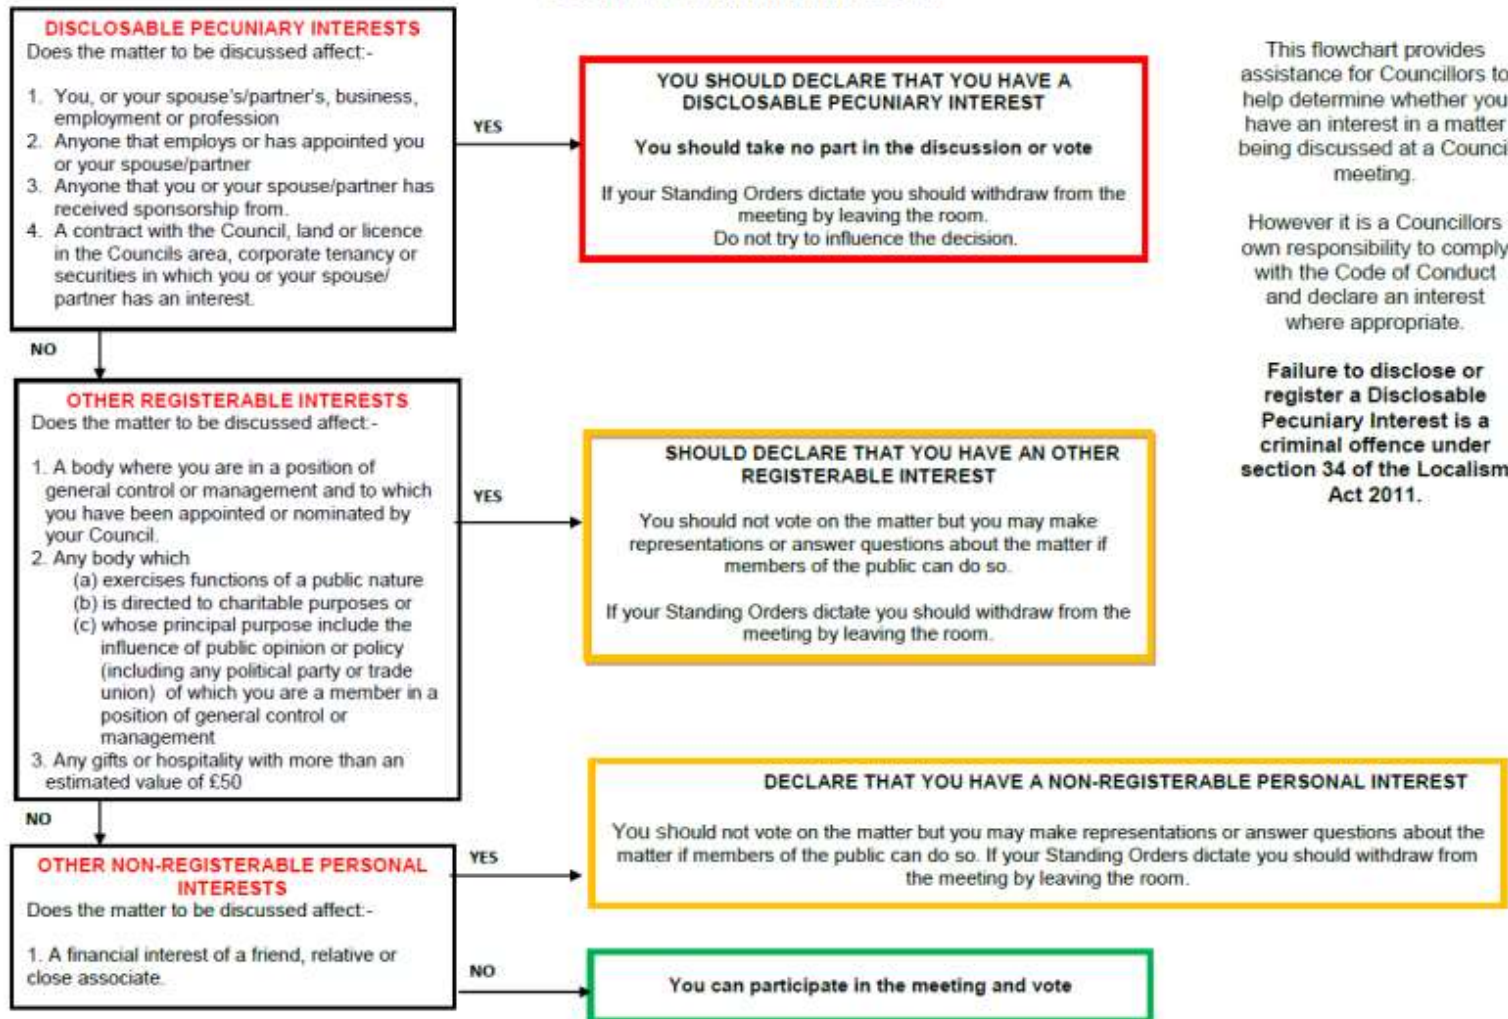 DISCLOSABLE PECUNIARY INTERESTS
Does the matter to be discussed affect:-
1. You, or your spouse's/partner's, business,
employment or profession
2. Anyone that employs or has appointed you
or your spouse/partner
3. Anyone that you or your spouse/partner has
received sponsorship from.
4. A contract with the Council, land or licence
in the Councils area, corporate tenancy or
securities in which you or your spouse/
partner has an interest.
YES
YOU SHOULD DECLARE THAT YOU HAVE A
DISCLOSABLE PECUNIARY INTEREST
You should take no part in the discussion or vote
If your Standing Orders dictate you should withdraw from the
meeting by leaving the room.
Do not try to influence the decision.
This flowchart provides
assistance for Councillors to
help determine whether you
have an interest in a matter
being discussed at a Council
meeting.
However it is a Councillors
own responsibility to comply
with the Code of Conduct
and declare an interest
where appropriate.
Failure to disclose or
register a Disclosable
Pecuniary Interest is a
criminal offence under
section 34 of the Localism
Act 2011.
NO
OTHER REGISTERABLE INTERESTS
Does the matter to be discussed affect:-
1. A body where you are in a position of
general control or management and to which
you have been appointed or nominated by
your Council.
2. Any body which
(a) exercises functions of a public nature
(b) is directed to charitable purposes or
(c) whose principal purpose include the
influence of public opinion or policy
(including any political party or trade
union) of which you are a member in a
position of general control or
management
3. Any gifts or hospitality with more than an
estimated value of £50
YES
SHOULD DECLARE THAT YOU HAVE AN OTHER
REGISTERABLE INTEREST
You should not vote on the matter but you may make
representations or answer questions about the matter if
members of the public can do so.
If your Standing Orders dictate you should withdraw from the
meeting by leaving the room.
NO
OTHER NON-REGISTERABLE PERSONAL
INTERESTS
Does the matter to be discussed affect:-
1. A financial interest of a friend, relative or
close associate.
YES
DECLARE THAT YOU HAVE A NON-REGISTERABLE PERSONAL INTEREST
You should not vote on the matter but you may make representations or answer questions about the
matter if members of the public can do so. If your Standing Orders dictate you should withdraw from
the meeting by leaving the room.
NO
You can participate in the meeting and vote